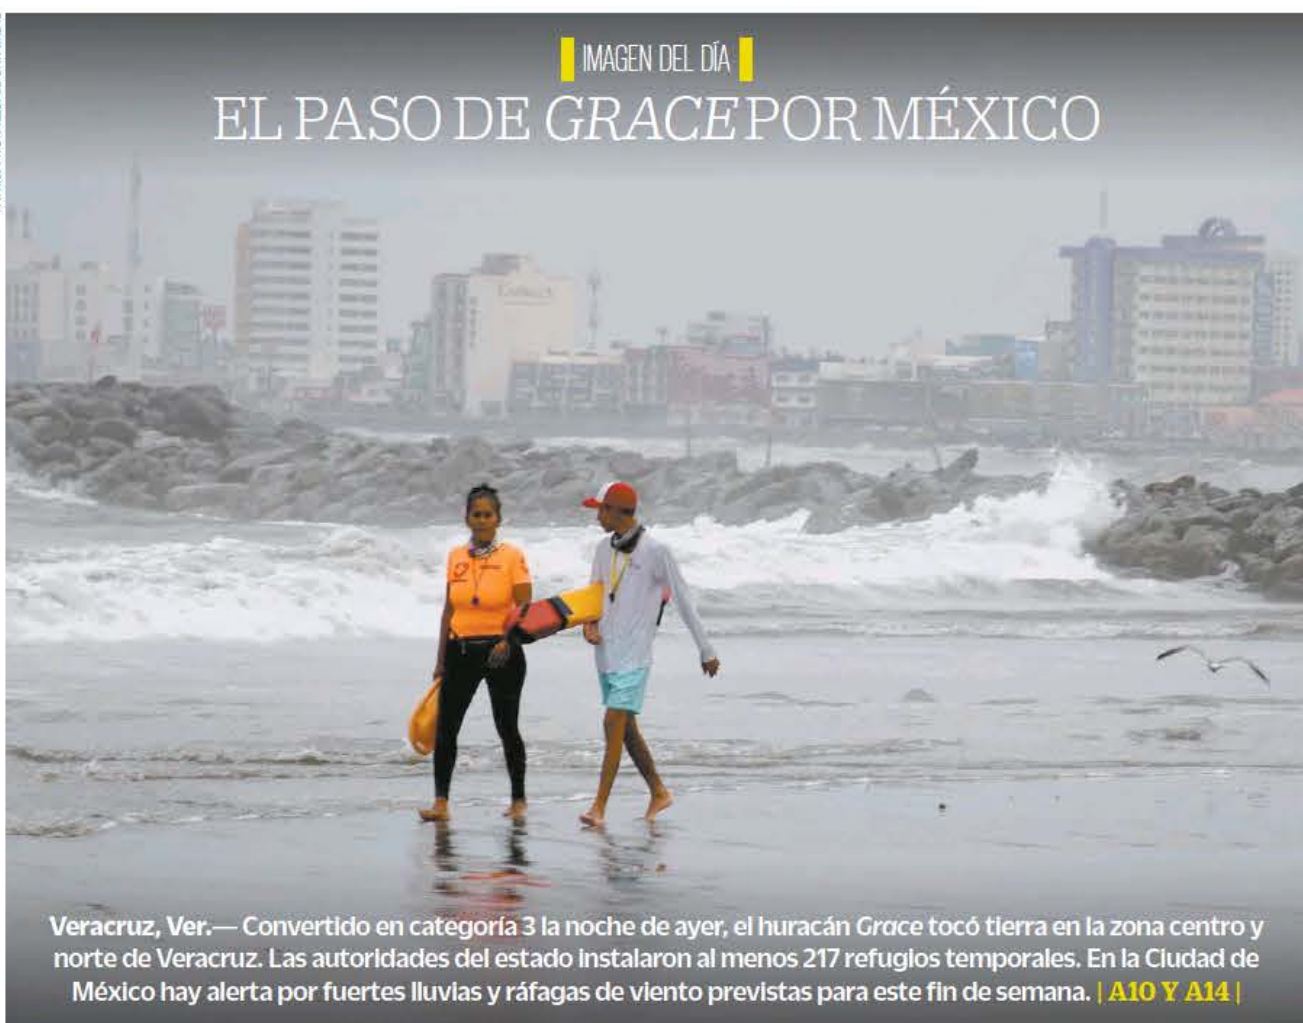 IMAGEN DEL DÍA
EL PASO DE GRACE POR MÉXICO
Veracruz, Ver.— Convertido en categoría 3 la noche de ayer, el huracán Grace tocó tierra en la zona centro y
norte de Veracruz. Las autoridades del estado instalaron al menos 217 refugios temporales. En la Ciudad de
México hay alerta por fuertes lluvias y ráfagas de viento previstas para este fin de semana. | A10 Y A14 |